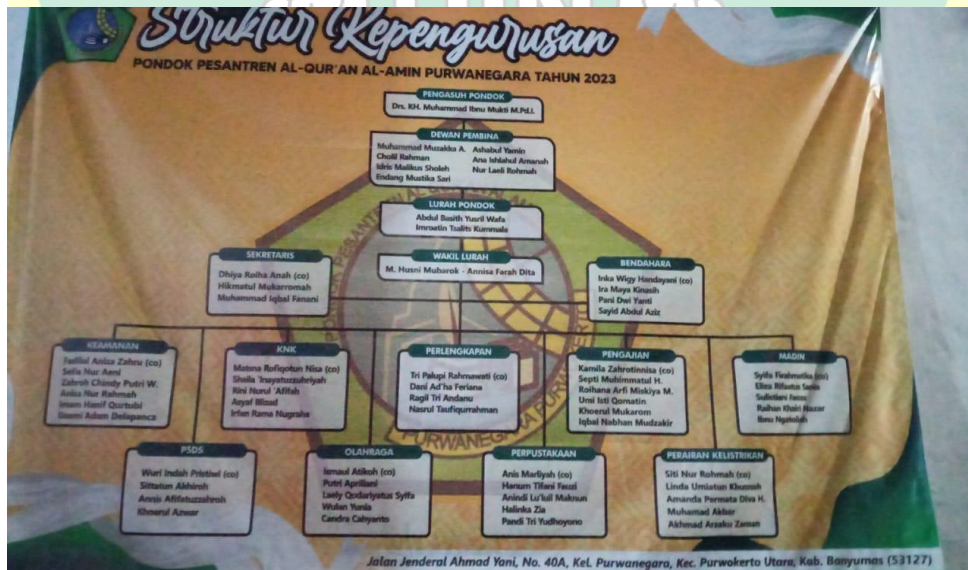 Struktur Kepengurusan
PONDOK PESANTREN AL-QUR'AN AL-AMIN PURWANEGARA TAHUN 2023
PENGASUH PONDOK
Drs. KH. Muhammad Ibnu Mukti M.Pd.I.
DEWAN PEMBINA
Muhammad Muzakka A. Ashabul Yamin
Cholil Rahman Ana Ishlahul Amanah
Idris Malikus Sholeh Nur Laeli Rohmah
Endang Mustika Sari
LURAH PONDOK
Abdul Basith Yusril Wafa
Imroatin Tsalits Kummala
SEKRETARIS
Dhiya Roiha Anah (co)
Hikmatul Mukarromah
Muhammad Iqbal Fanani
WAKIL LURAH
M. Husni Mubarok - Annisa Farah Dita
BENDAHARA
Inka Wigy Handayani (co)
Ira Maya Kinasih
Pani Dwi Yanti
Sayid Abdul Aziz
KEAMANAN
Fadilul Aniza Zahru (co)
Setia Nur Aeni
Zahroh Chindy Putri W.
Anisa Nur Rahmah
Imam Hanif Qurtubi
Adam
KNK
Matsna Rofiqotun Nisa (co)
Sheila 'Inayatuzzuhriyah
Rini Nurul 'Afifah
Asyaf
Irfan Rama Nugraha
PERLENGKAPAN
Tri Palupi Rahmawati (co)
Dani Ad'ha Feriana
Ragil Tri Andanu
Nasrul Taufiqurrahman
PENGAJIAN
Kamila Zahrotinnisa (co)
Septi Muhimmatul H.
Roihana Arfi Miskiya M.
Umi Isti Qomatin
Khoerul Mukarom
Iqbal Nabhan Mudzakir
MADIN
Syifa (co)
Eliza Rifastus
Sulistiani
Raihan Khairi Nazar
Ibnu
PSDS
Wuri Indah Pristiwi (co)
Sittatun Akhiroh
Annis Afifatuzzahroh
Khoerul Azwar
OLAHRAGA
Ismaul Atikoh (co)
Putri Apriliani
Laely Qodariyatus Syifa
Wulan Yunia
Candra Cahyanto
PERPUSTAKAAN
Anis Marliyah (co)
Hanum Tifani Fauzi
Anindi Lu'luil Maknun
Halinka Zia
Pandi Tri Yudhoyono
PERAIRAN KELISTRIKAN
Siti Nur Rohmah (co)
Linda Umiatun Khusnah
Amanda Permata Diva H.
Muhamad Akbar
Akhmad Arzaku Zaman
Jalan Jenderal Ahmad Yani, No. 40A, Kel. Purwanegara, Kec. Purwokerto Utara, Kab. Banyumas (53127)